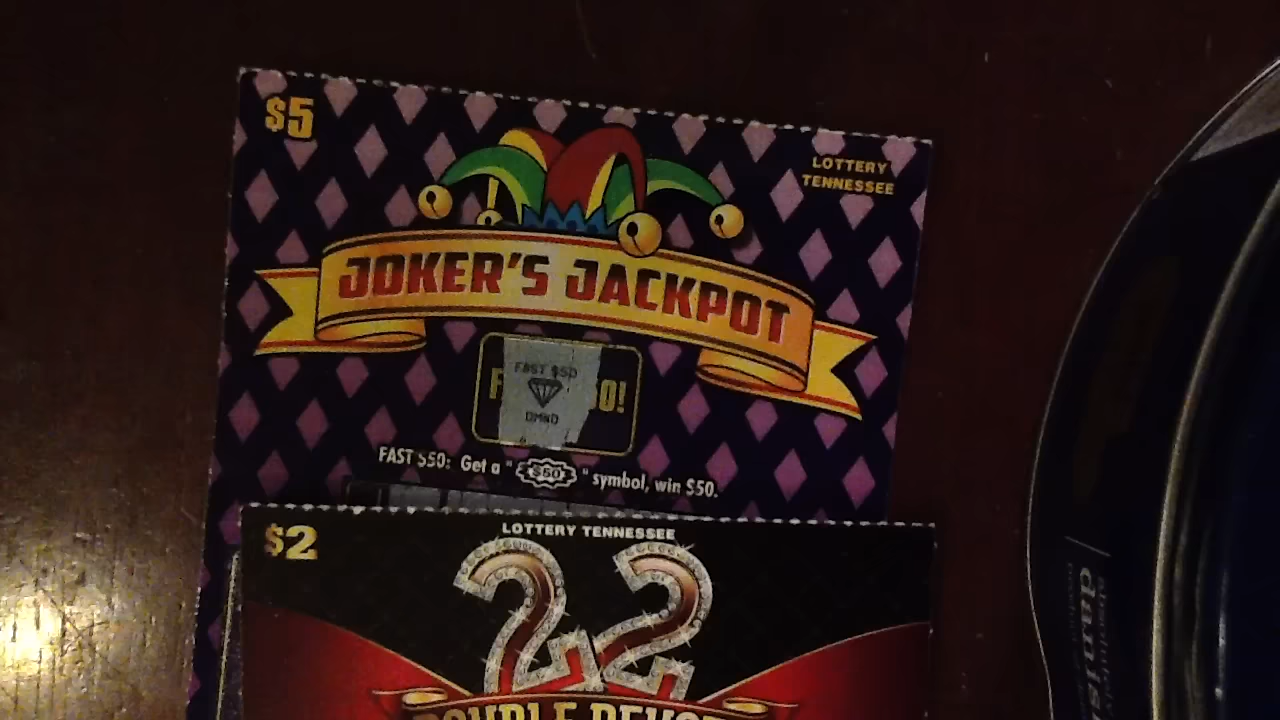 $5
LOTTERY
TENNESSEE
JOKER'S JACKPOT
FAST $50
DMND
FAST $50: Get a "$50" symbol, win $50.
$2
LOTTERY TENNESSEE
22